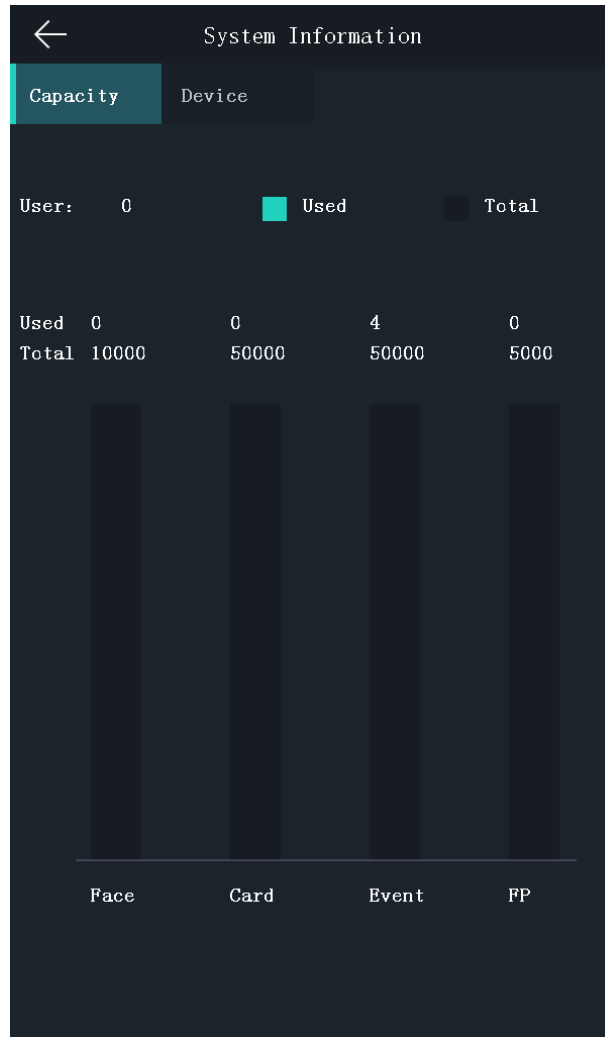 System Information
Capacity Device
User: 0 Used Total
Used 0 0 4 0
Total 10000 50000 50000 5000
Face Card Event FP